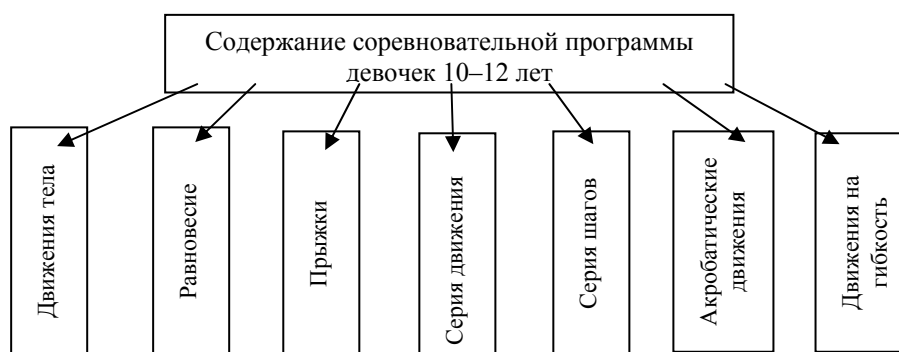 Содержание соревновательной программы
девочек 10–12 лет
Движения тела
Равновесие
Прыжки
Серия движения
Серия шагов
Акробатические
движения
Движения на
гибкость